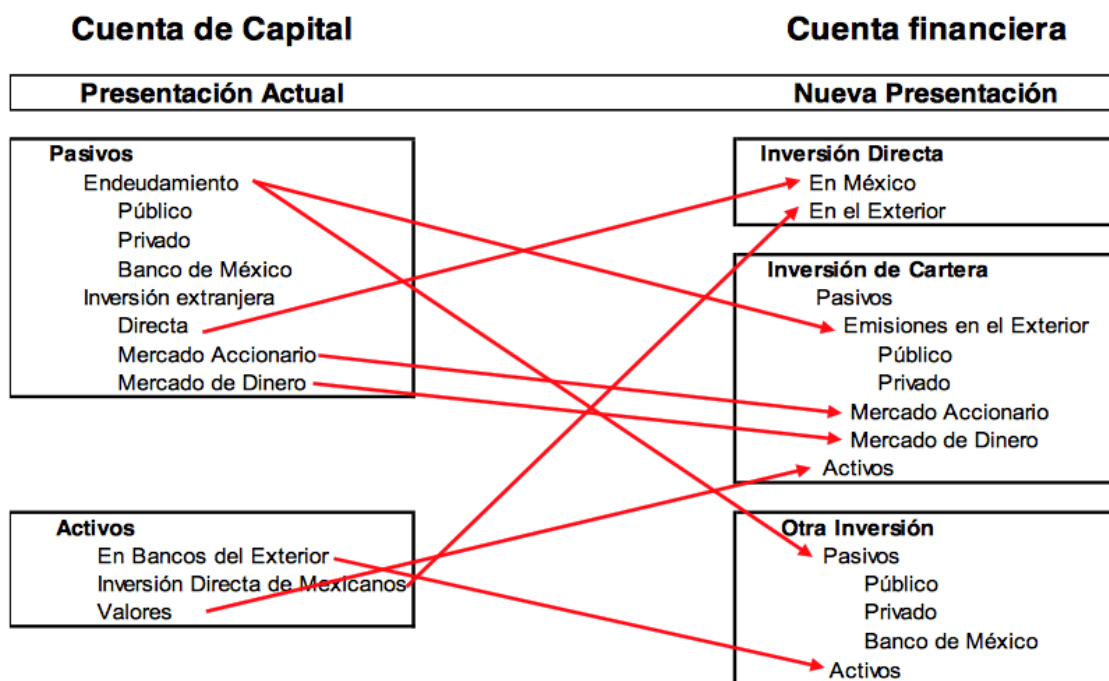 Cuenta de Capital
Presentación Actual
Pasivos
Endeudamiento
Público
Privado
Banco de México
Inversión extranjera
Directa
Mercado Accionario
Mercado de Dinero
Activos
En Bancos del Exterior
Inversión Directa de Mexicanos
Valores
Cuenta financiera
Nueva Presentación
Inversión Directa
En México
En el Exterior
Inversión de Cartera
Pasivos
Emisiones en el Exterior
Público
Privado
Mercado Accionario
Mercado de Dinero
Activos
Otra Inversión
Pasivos
Público
Privado
Banco de México
Activos